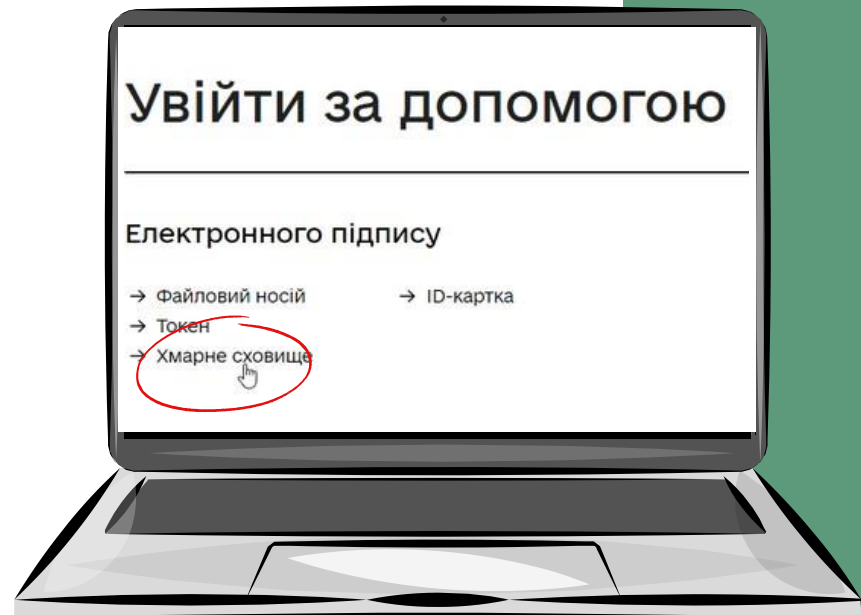 Увійти за допомогою
Електронного підпису
→ Файловий носій
→ ID-картка
→ Токен
→ Хмарне сховище